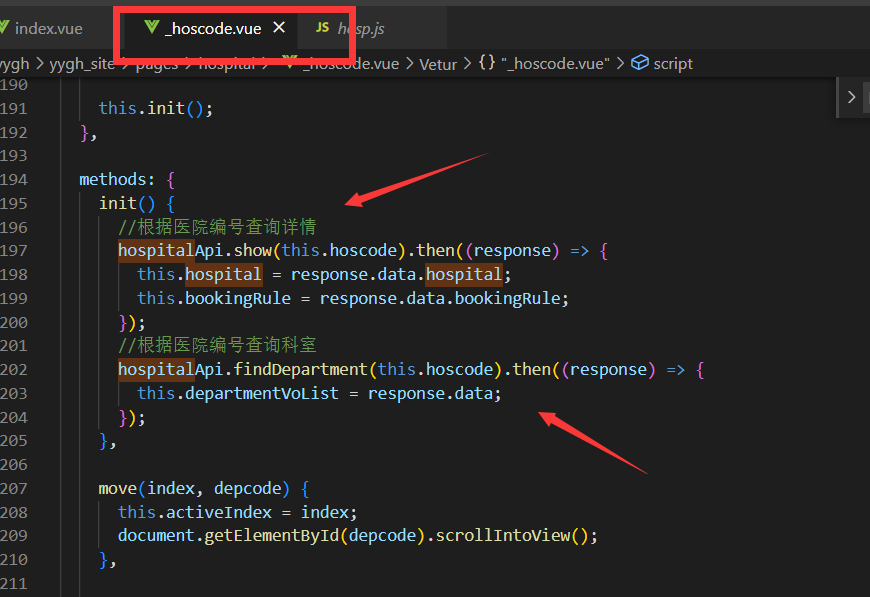 index.vue _hoscode.vue JS hosp.js
yygh > yygh_site > pages > hospital > _hoscode.vue > Vetur > {} "_hoscode.vue" > script
190
191 this.init();
192 },
193
194 methods: {
195 init() {
196 //根据医院编号查询详情
197 hospitalApi.show(this.hoscode).then((response) => {
198 this.hospital = response.data.hospital;
199 this.bookingRule = response.data.bookingRule;
200 });
201 //根据医院编号查询科室
202 hospitalApi.findDepartment(this.hoscode).then((response) => {
203 this.departmentVoList = response.data;
204 });
205 },
206
207 move(index, depcode) {
208 this.activeIndex = index;
209 document.getElementById(depcode).scrollIntoView();
210 },
211